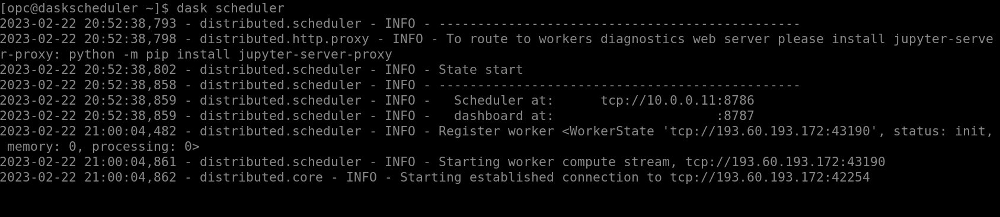 [opc@daskscheduler ~]$ dask scheduler
2023-02-22 20:52:38,793 - distributed.scheduler - INFO - -----------------------------------------------
2023-02-22 20:52:38,798 - distributed.http.proxy - INFO - To route to workers diagnostics web server please install jupyter-serve
r-proxy: python -m pip install jupyter-server-proxy
2023-02-22 20:52:38,802 - distributed.scheduler - INFO - State start
2023-02-22 20:52:38,858 - distributed.scheduler - INFO - -----------------------------------------------
2023-02-22 20:52:38,859 - distributed.scheduler - INFO -   Scheduler at:      tcp://10.0.0.11:8786
2023-02-22 20:52:38,859 - distributed.scheduler - INFO -   dashboard at:                     :8787
2023-02-22 21:00:04,482 - distributed.scheduler - INFO - Register worker <WorkerState 'tcp://193.60.193.172:43190', status: init,
 memory: 0, processing: 0>
2023-02-22 21:00:04,861 - distributed.scheduler - INFO - Starting worker compute stream, tcp://193.60.193.172:43190
2023-02-22 21:00:04,862 - distributed.core - INFO - Starting established connection to tcp://193.60.193.172:42254